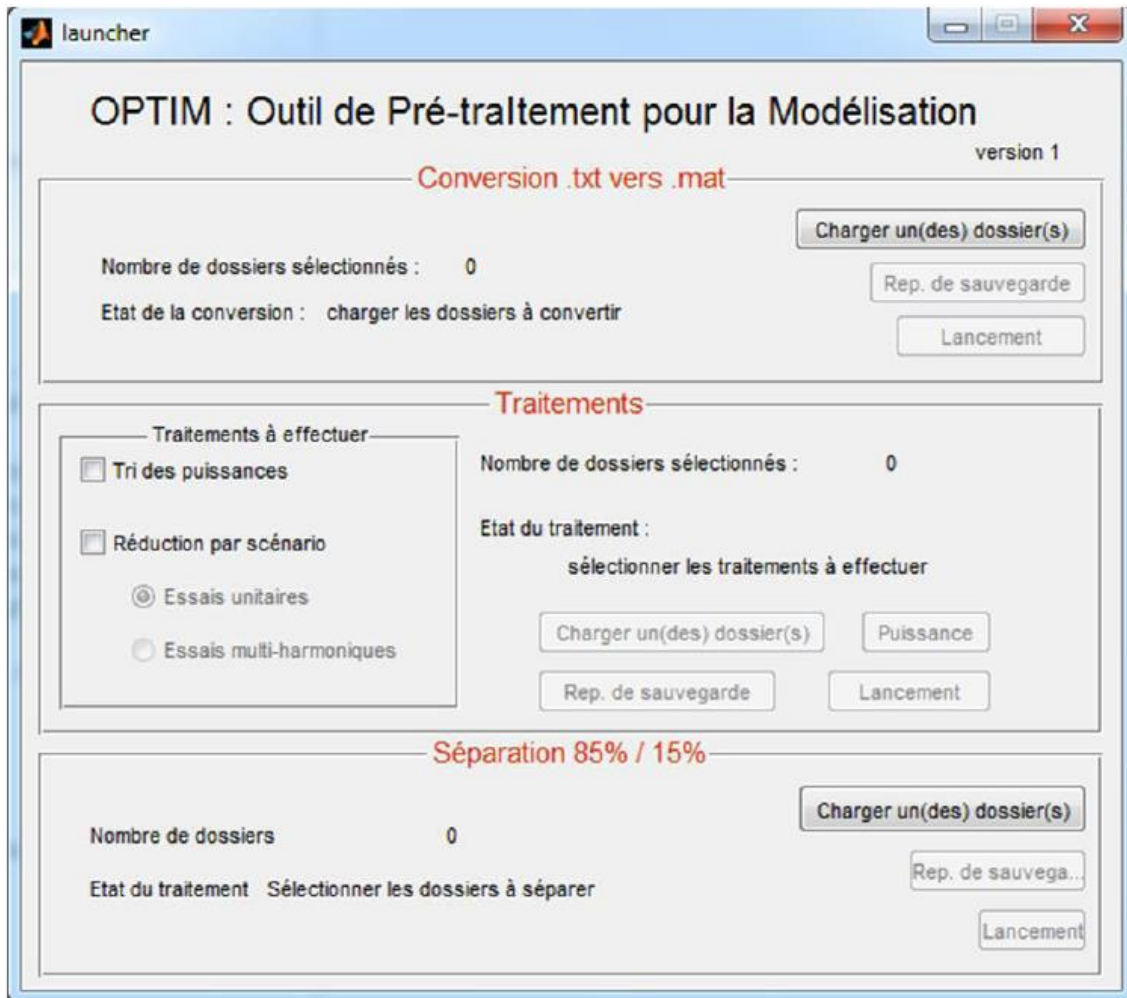 launcher
OPTIM : Outil de Pré-traItement pour la Modélisation
version 1
Conversion .txt vers .mat
Charger un(des) dossier(s)
Nombre de dossiers sélectionnés : 0
Rep. de sauvegarde
Etat de la conversion : charger les dossiers à convertir
Lancement
Traitements
Traitements à effectuer
Tri des puissances
Réduction par scénario
Essais unitaires
Essais multi-harmoniques
Nombre de dossiers sélectionnés : 0
Etat du traitement :
sélectionner les traitements à effectuer
Charger un(des) dossier(s) Puissance
Rep. de sauvegarde Lancement
Séparation 85% / 15%
Charger un(des) dossier(s)
Nombre de dossiers 0
Rep. de sauvega...
Etat du traitement Sélectionner les dossiers à séparer
Lancement